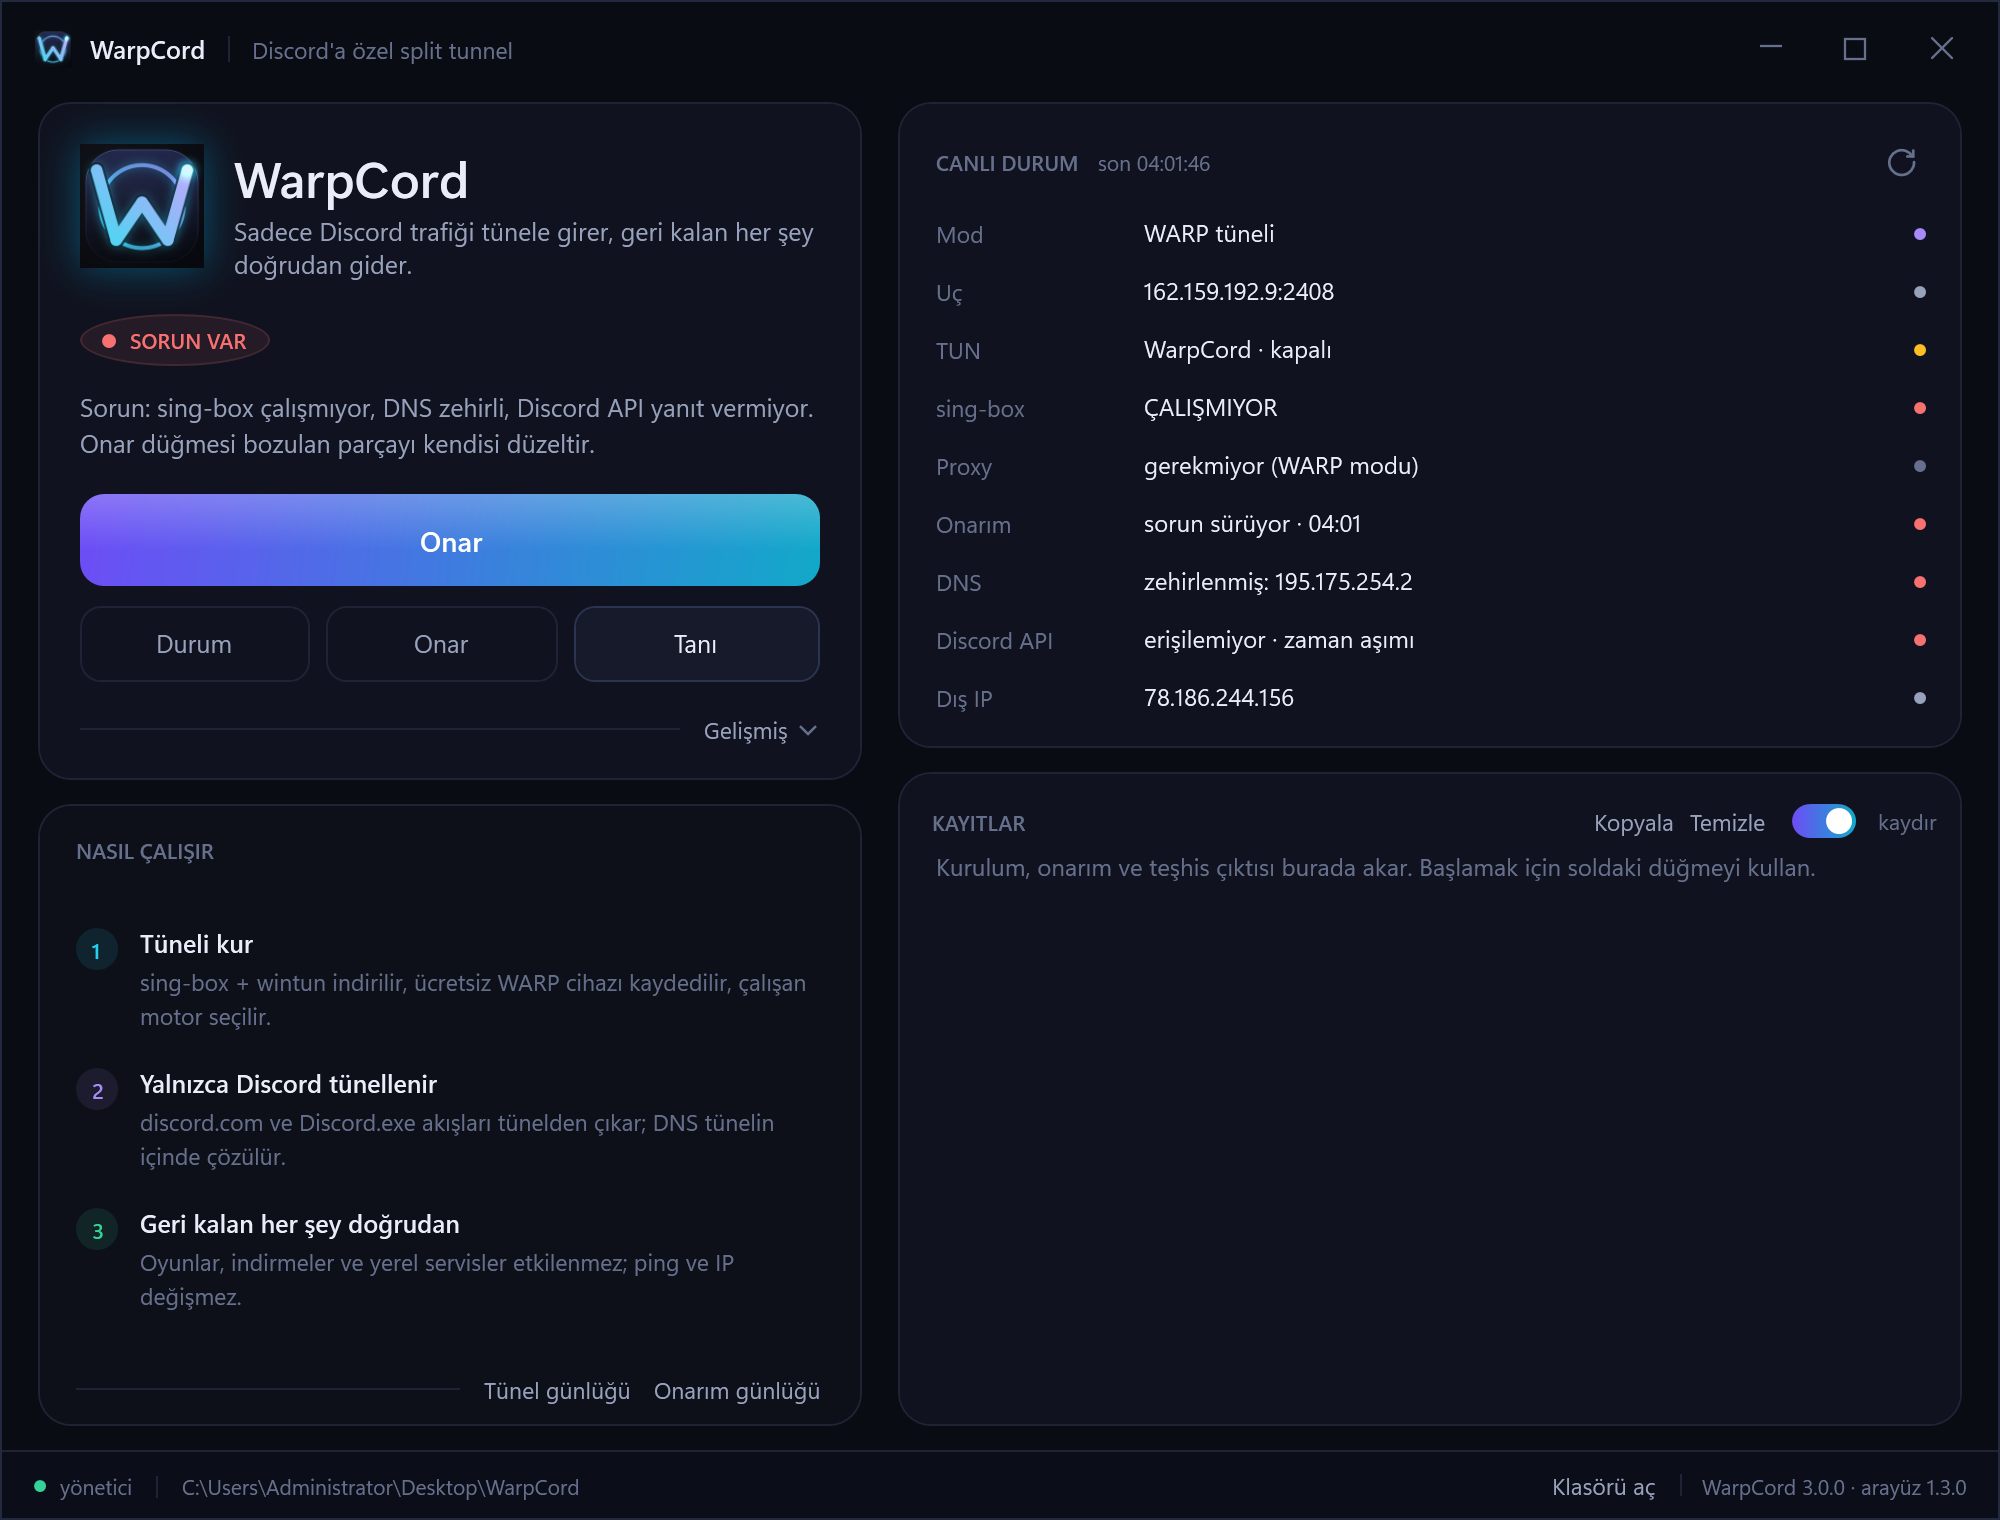 WarpCord
Discord'a özel split tunnel
WarpCord
Sadece Discord trafiği tünele girer, geri kalan her şey
doğrudan gider.
SORUN VAR
Sorun: sing-box çalışmıyor, DNS zehirli, Discord API yanıt vermiyor.
Onar düğmesi bozulan parçayı kendisi düzeltir.
Onar
Durum
Onar
Tanı
Gelişmiş
NASIL ÇALIŞIR
1
Tüneli kur
sing-box + wintun indirilir, ücretsiz WARP cihazı kaydedilir, çalışan
motor seçilir.
2
Yalnızca Discord tünellenir
discord.com ve Discord.exe akışları tünelden çıkar; DNS tünelin
içinde çözülür.
3
Geri kalan her şey doğrudan
Oyunlar, indirmeler ve yerel servisler etkilenmez; ping ve IP
değişmez.
Tünel günlüğü Onarım günlüğü
CANLI DURUM son 04:01:46
Mod WARP tüneli
Uç 162.159.192.9:2408
TUN WarpCord · kapalı
sing-box ÇALIŞMIYOR
Proxy gerekmiyor (WARP modu)
Onarım sorun sürüyor · 04:01
DNS zehirlenmiş: 195.175.254.2
Discord API erişilemiyor · zaman aşımı
Dış IP 78.186.244.156
KAYITLAR
Kopyala Temizle kaydır
Kurulum, onarım ve teşhis çıktısı burada akar. Başlamak için soldaki düğmeyi kullan.
yönetici
C:\Users\Administrator\Desktop\WarpCord
Klasörü aç
WarpCord 3.0.0 · arayüz 1.3.0